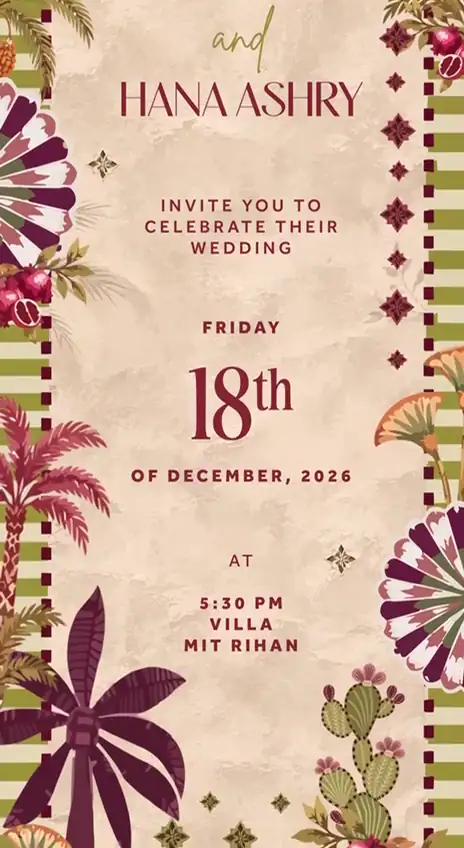 and
HANA ASHRY
INVITE YOU TO
CELEBRATE THEIR
WEDDING
FRIDAY
18th
OF DECEMBER, 2026
AT
5:30 PM
VILLA
MIT RIHAN